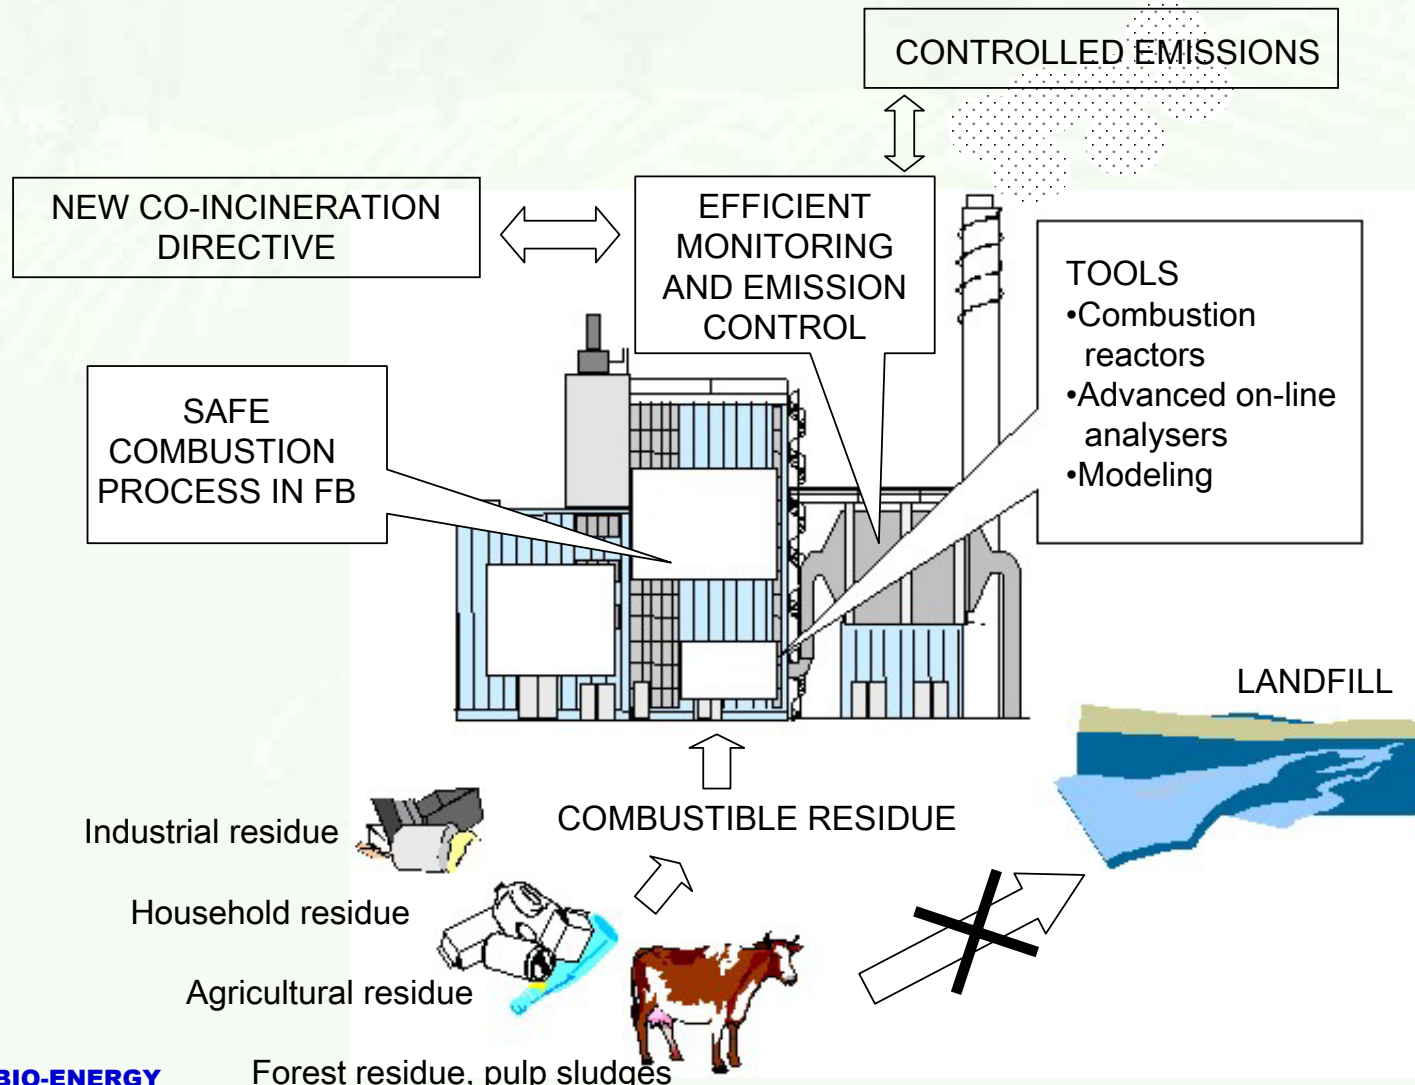 CONTROLLED EMISSIONS
NEW CO-INCINERATION
DIRECTIVE
EFFICIENT
MONITORING
AND EMISSION
CONTROL
TOOLS
•Combustion
reactors
•Advanced on-line
analysers
•Modeling
SAFE
COMBUSTION
PROCESS IN FB
LANDFILL
COMBUSTIBLE RESIDUE
Industrial residue
Household residue
Agricultural residue
Forest residue, pulp sludges
BIO-ENERGY